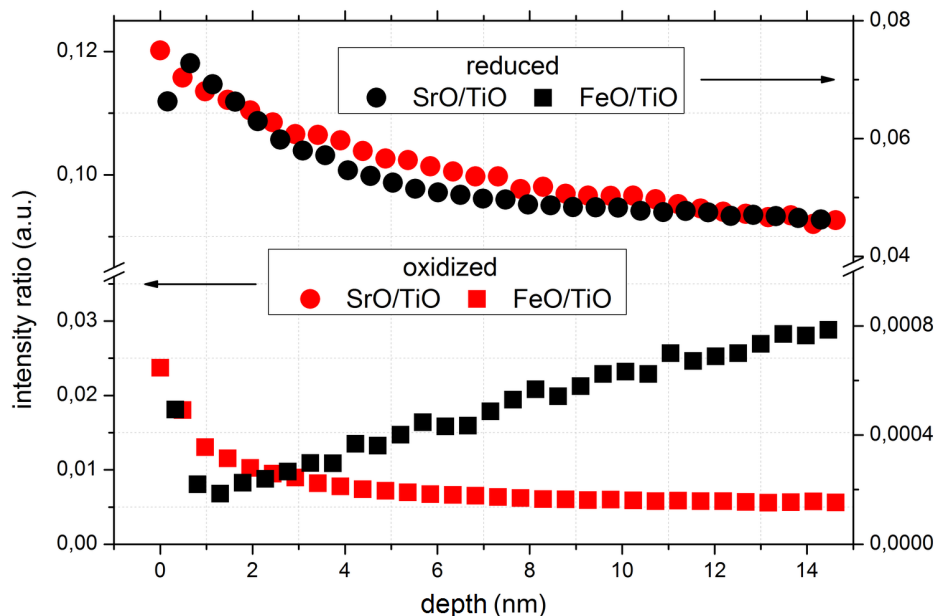 reduced
SrO/TiO FeO/TiO
oxidized
SrO/TiO FeO/TiO
intensity ratio (a.u.)
0,12
0,10
0,03
0,02
0,01
0,00
0,08
0,06
0,04
0,0008
0,0004
0,0000
0 2 4 6 8 10 12 14
depth (nm)